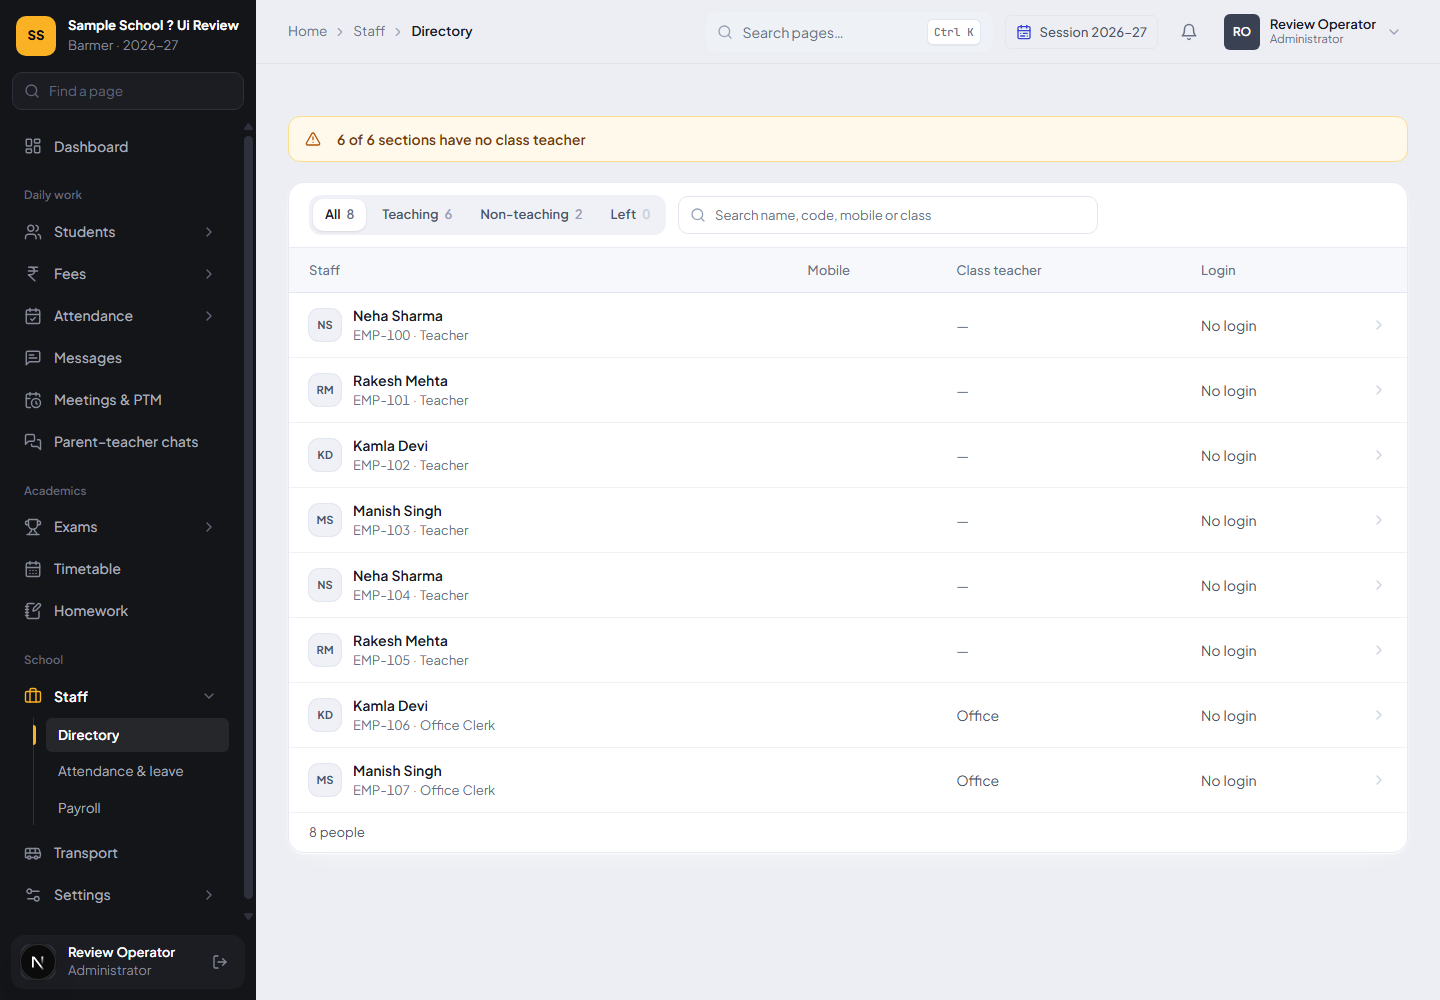 SS
Sample School ? Ui Review
Barmer · 2026–27
Find a page
Dashboard
Daily work
Students
Fees
Attendance
Messages
Meetings & PTM
Parent-teacher chats
Academics
Exams
Timetable
Homework
School
Staff
Directory
Attendance & leave
Payroll
Transport
Settings
N
Review Operator
Administrator
Home > Staff > Directory
Search pages... Ctrl K
Session 2026–27
RO
Review Operator
Administrator
6 of 6 sections have no class teacher
All 8 Teaching 6 Non-teaching 2 Left 0
Search name, code, mobile or class
Staff Mobile Class teacher Login
NS Neha Sharma
EMP-100 · Teacher — No login
RM Rakesh Mehta
EMP-101 · Teacher — No login
KD Kamla Devi
EMP-102 · Teacher — No login
MS Manish Singh
EMP-103 · Teacher — No login
NS Neha Sharma
EMP-104 · Teacher — No login
RM Rakesh Mehta
EMP-105 · Teacher — No login
KD Kamla Devi
EMP-106 · Office Clerk Office No login
MS Manish Singh
EMP-107 · Office Clerk Office No login
8 people